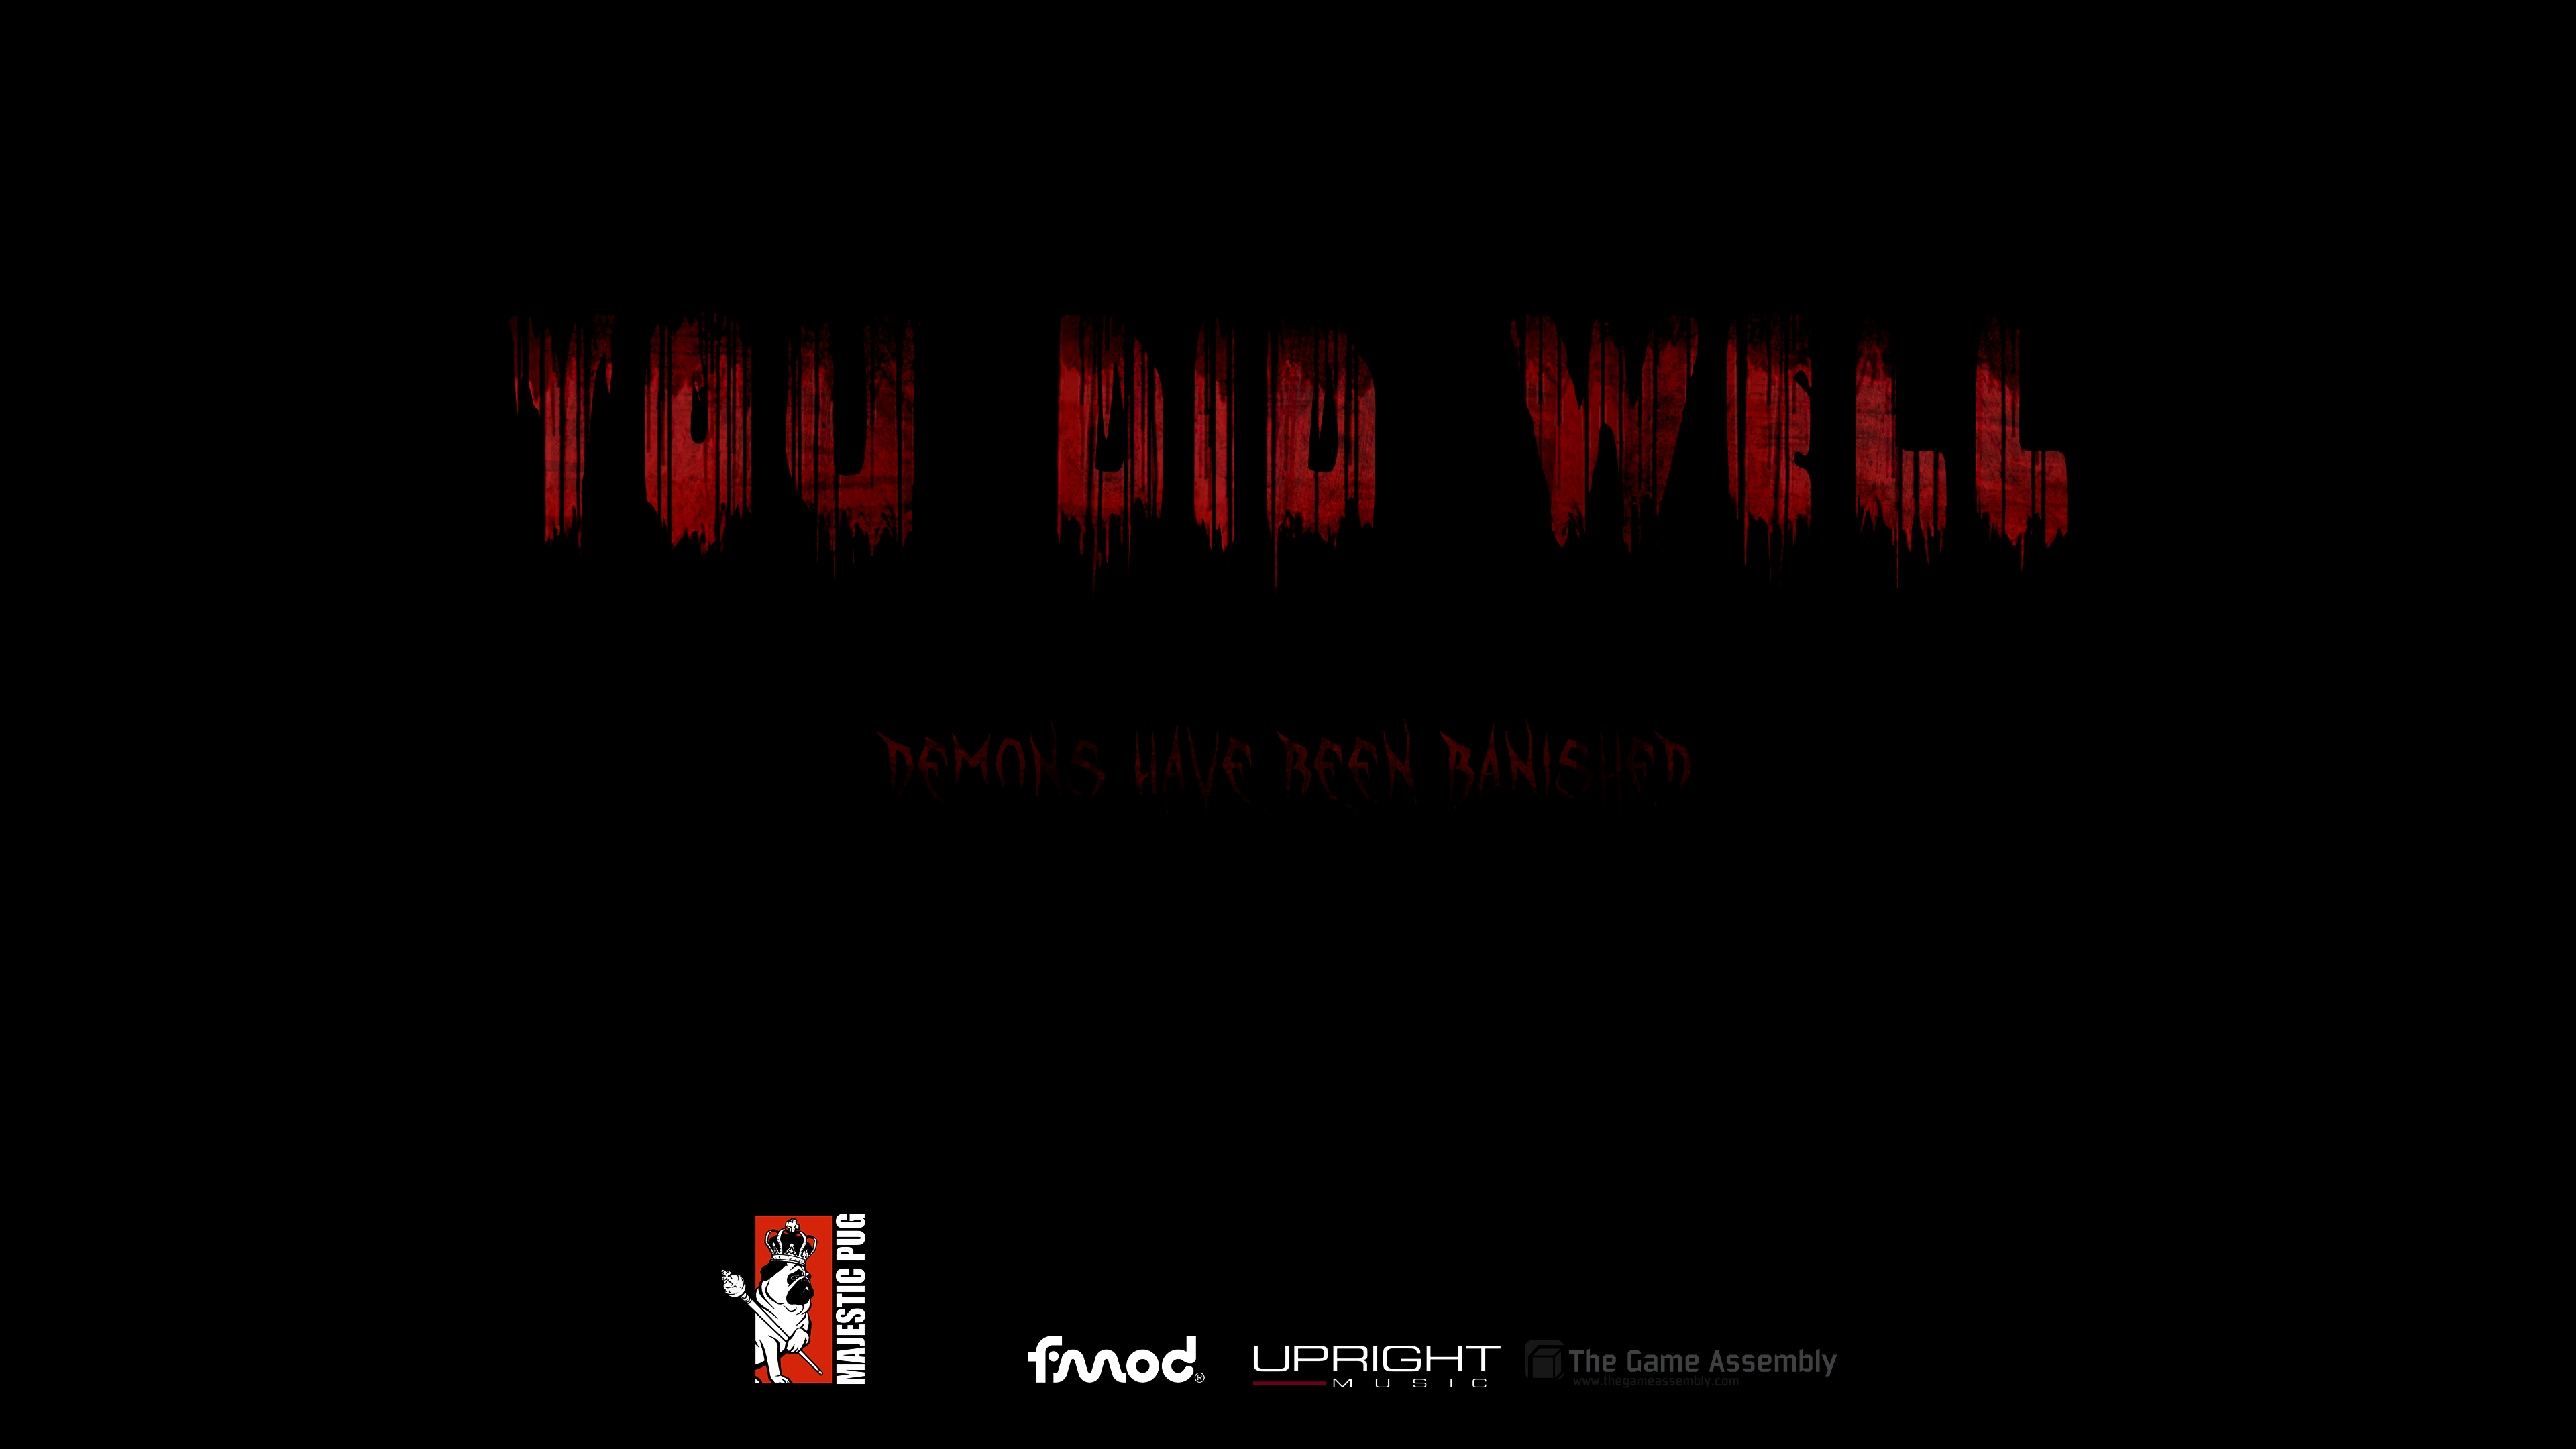 YOU DID WELL
DEMONS HAVE BEEN BANISHED
MAJESTIC PUG
fmod®
UPRIGHT
MUSIC
The Game Assembly
www.thegameassembly.com